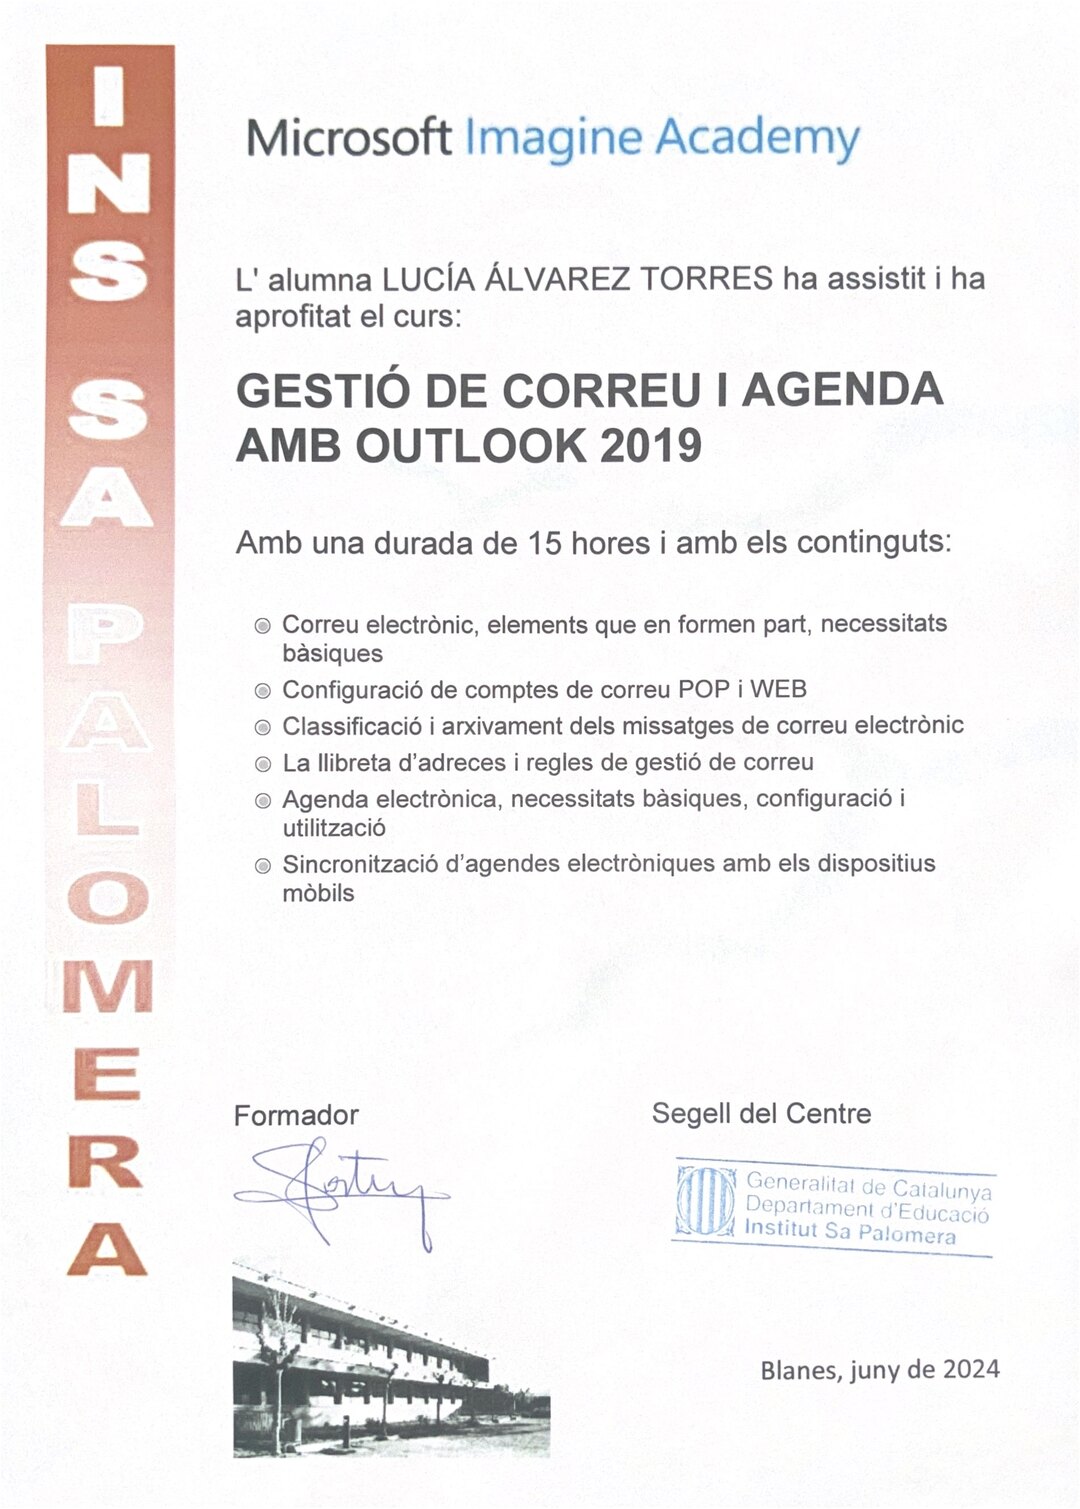 INS SA PALOMERA
Microsoft Imagine Academy
L' alumna LUCÍA ÁLVAREZ TORRES ha assistit i ha
aprofitat el curs:
GESTIÓ DE CORREU I AGENDA
AMB OUTLOOK 2019
Amb una durada de 15 hores i amb els continguts:
Correu electrònic, elements que en formen part, necessitats
bàsiques
Configuració de comptes de correu POP i WEB
Classificació i arxivament dels missatges de correu electrònic
La llibreta d’adreces i regles de gestió de correu
Agenda electrònica, necessitats bàsiques, configuració i
utilització
Sincronització d’agendes electròniques amb els dispositius
mòbils
Formador
Segell del Centre
Generalitat de Catalunya
Departament d'Educació
Institut Sa Palomera
Blanes, juny de 2024